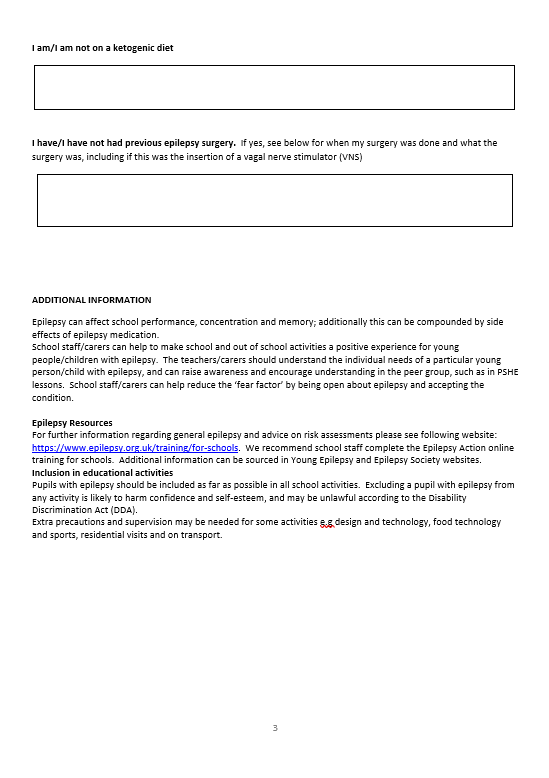 I am/I am not on a ketogenic diet
I have/I have not had previous epilepsy surgery.  If yes, see below for when my surgery was done and what the
surgery was, including if this was the insertion of a vagal nerve stimulator (VNS)
ADDITIONAL INFORMATION
Epilepsy can affect school performance, concentration and memory; additionally this can be compounded by side
effects of epilepsy medication.
School staff/carers can help to make school and out of school activities a positive experience for young
people/children with epilepsy.  The teachers/carers should understand the individual needs of a particular young
person/child with epilepsy, and can raise awareness and encourage understanding in the peer group, such as in PSHE
lessons.  School staff/carers can help reduce the ‘fear factor’ by being open about epilepsy and accepting the
condition.
Epilepsy Resources
For further information regarding general epilepsy and advice on risk assessments please see following website:
https://www.epilepsy.org.uk/training/for-schools.  We recommend school staff complete the Epilepsy Action online
training for schools.  Additional information can be sourced in Young Epilepsy and Epilepsy Society websites.
Inclusion in educational activities
Pupils with epilepsy should be included as far as possible in all school activities.  Excluding a pupil with epilepsy from
any activity is likely to harm confidence and self-esteem, and may be unlawful according to the Disability
Discrimination Act (DDA).
Extra precautions and supervision may be needed for some activities e.g design and technology, food technology
and sports, residential visits and on transport.
3